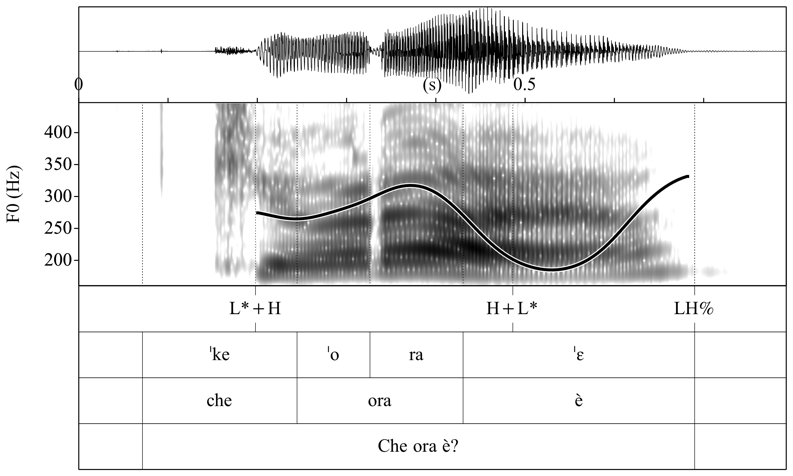 0 (s) 0.5
400
350
300
250
200
F0 (Hz)
L*+H H+L* LH%
ˈke ˈo ra ˈɛ
che ora è
Che ora è?